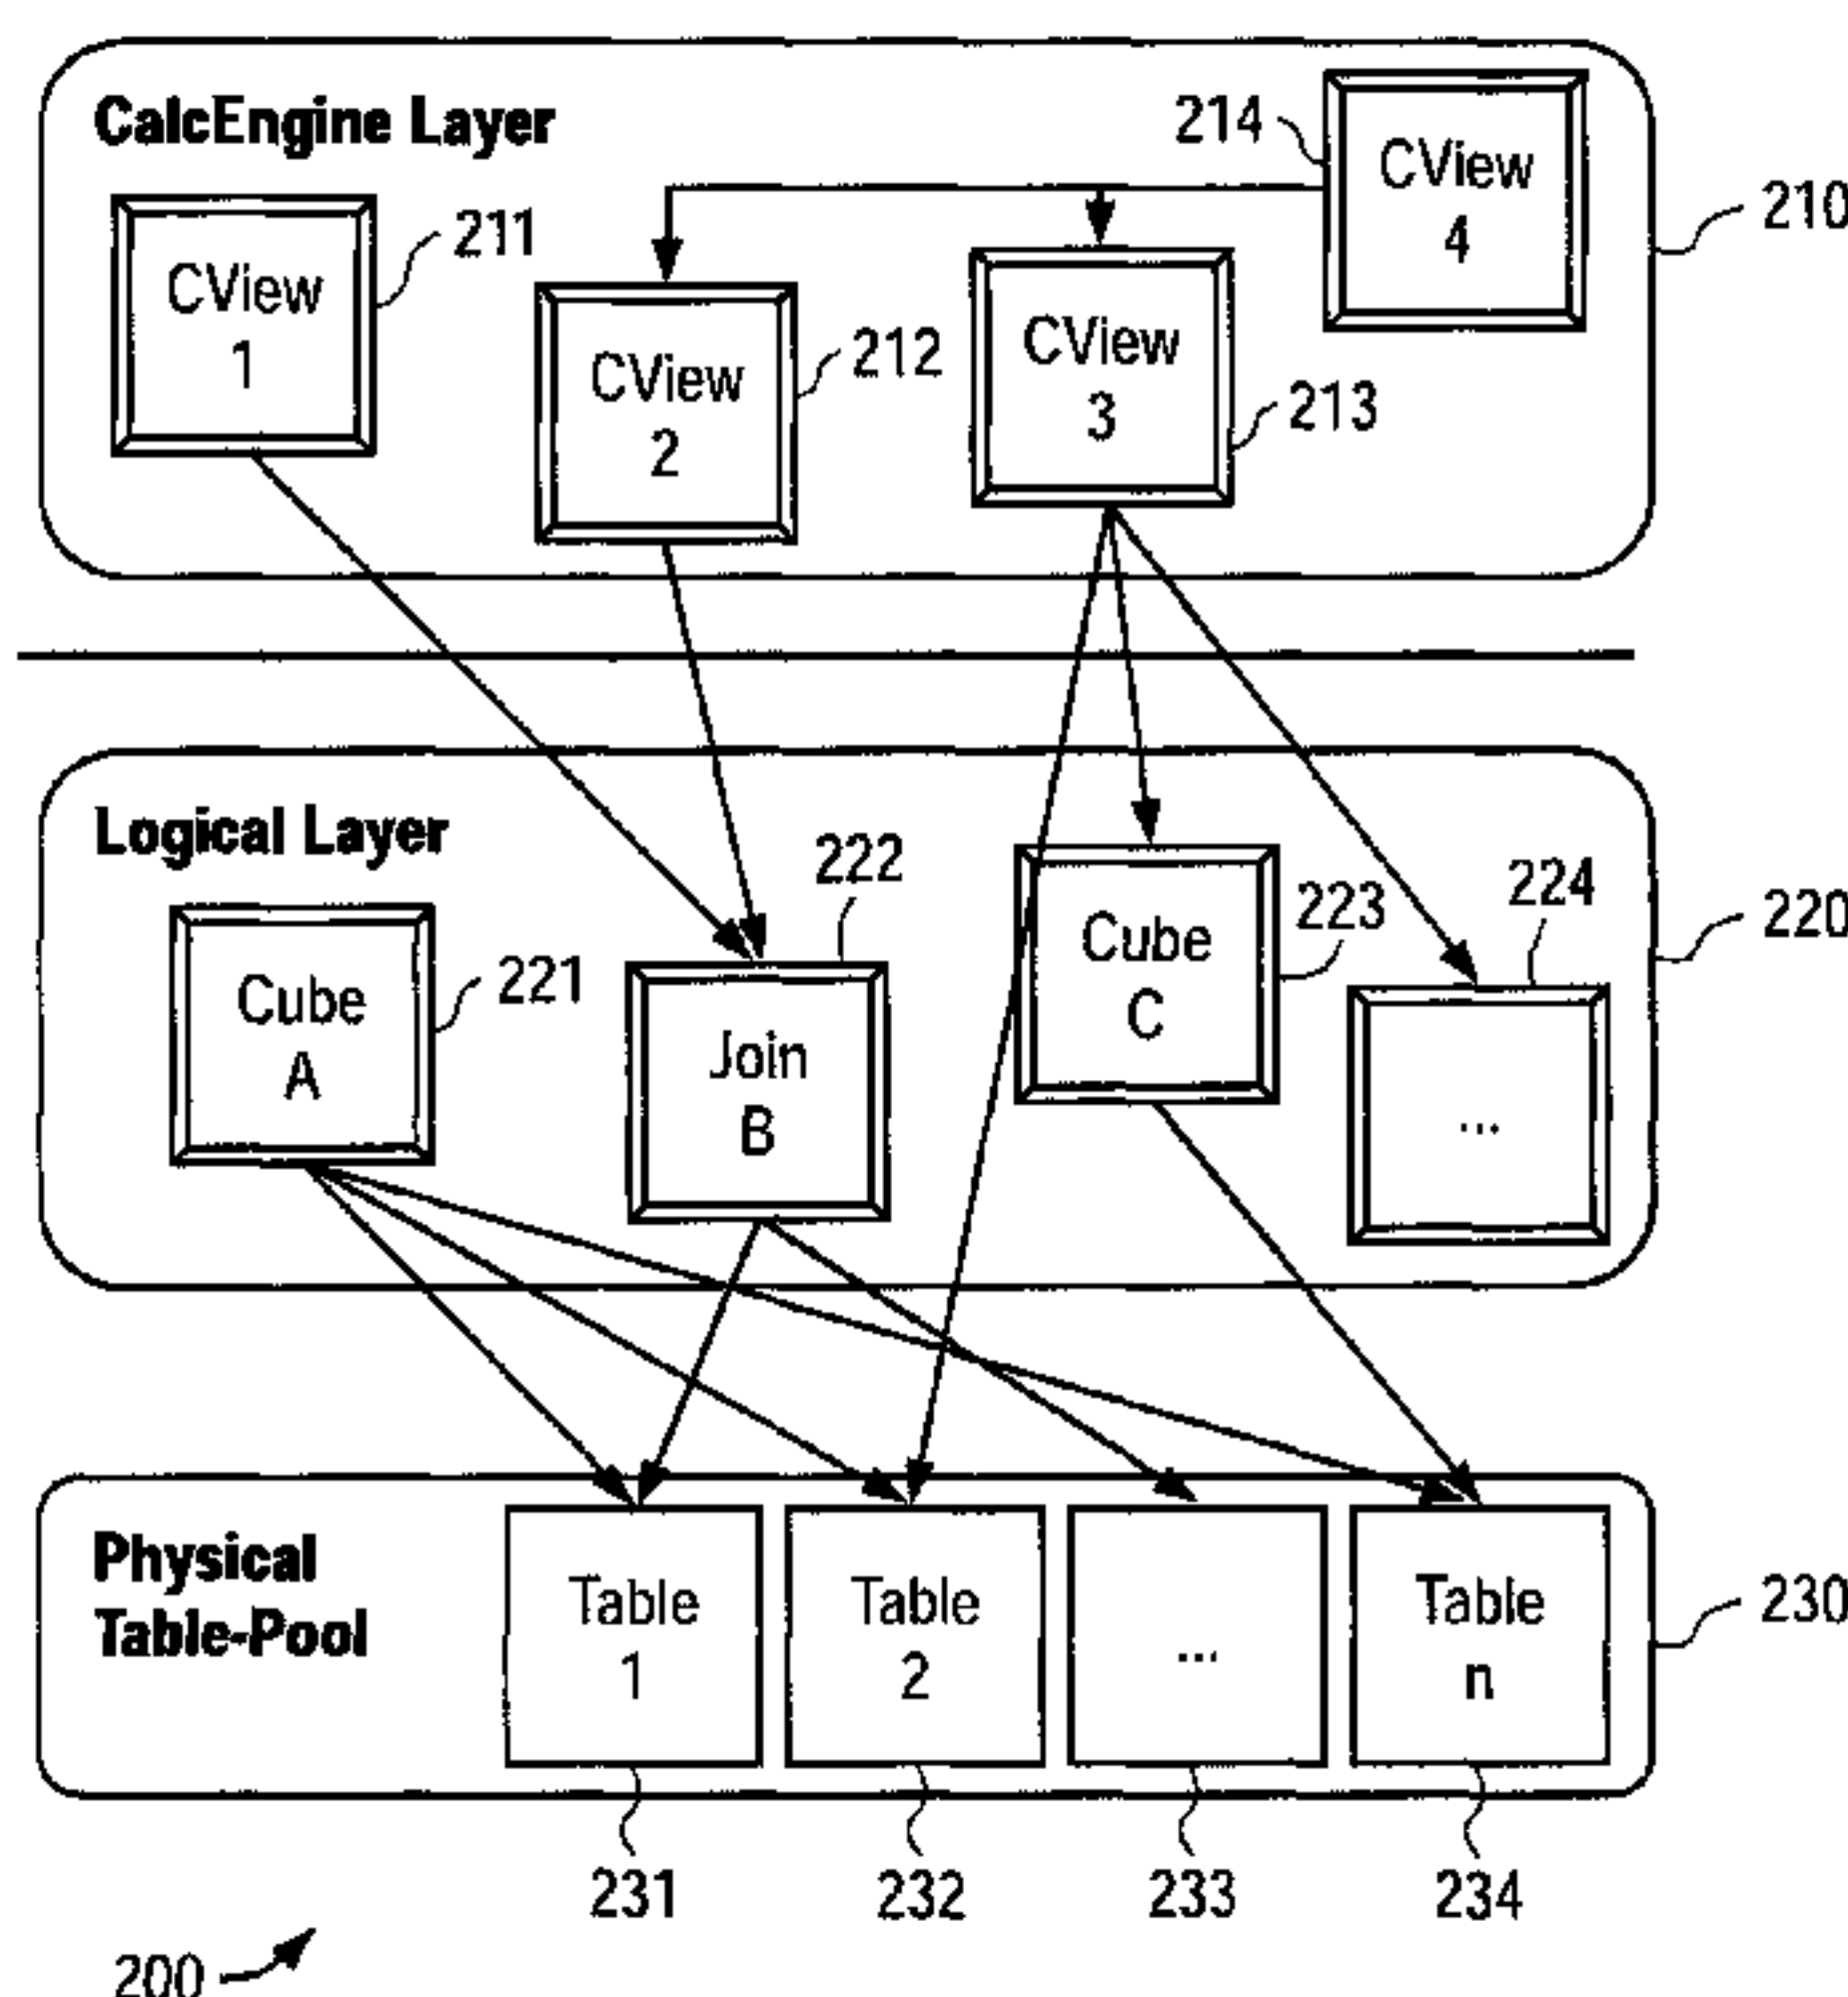 CalcEngine Layer
214
CView
4
210
CView
1
211
CView
2
212
CView
3
213
Logical Layer
222
223
224
220
Cube
A
221
Join
B
Cube
C
...
Physical
Table-Pool
Table
1
Table
2
...
Table
n
230
231
232
233
234
200